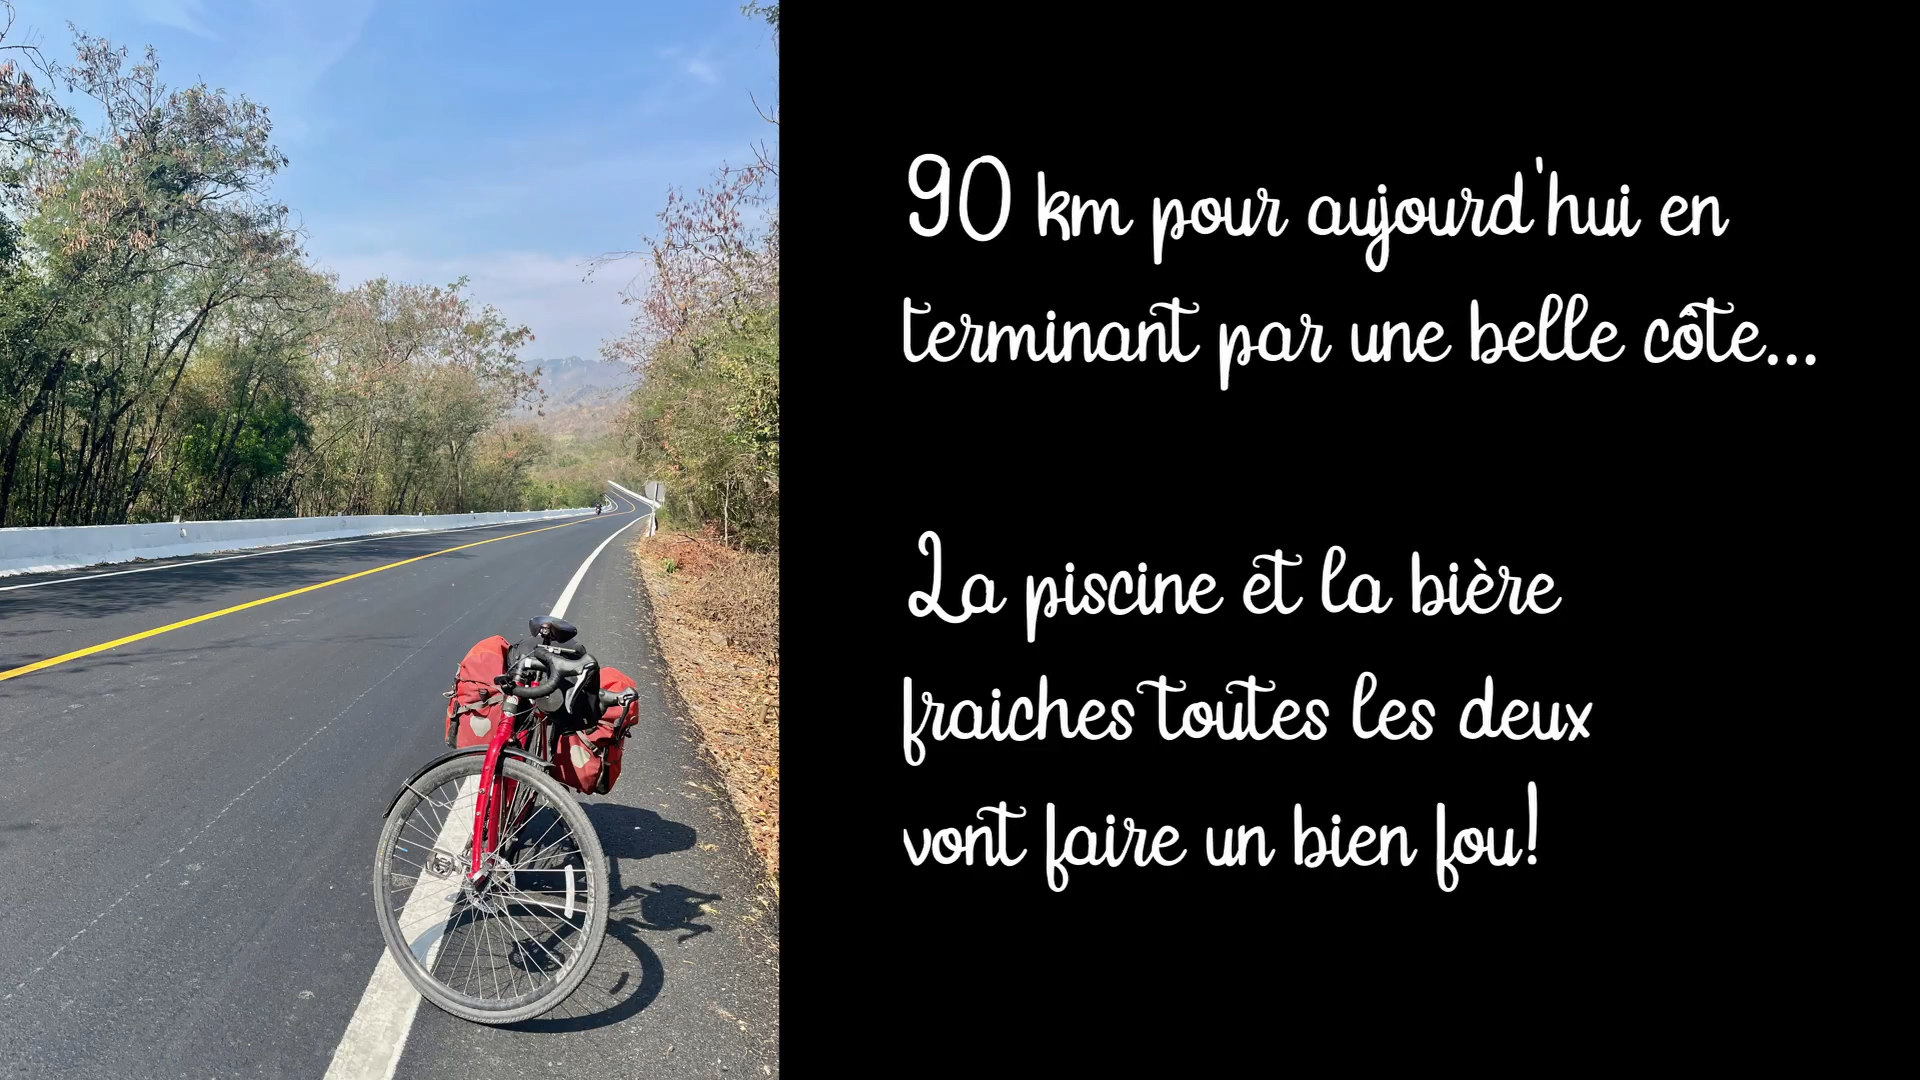 90 km pour aujourd'hui en
terminant par une belle côte...
La piscine et la bière
fraiches toutes les deux
vont faire un bien fou!